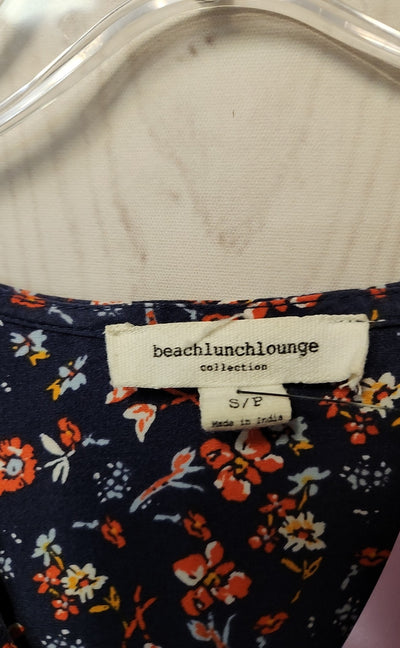 beachlunchlounge
collection
S/P
Made in India